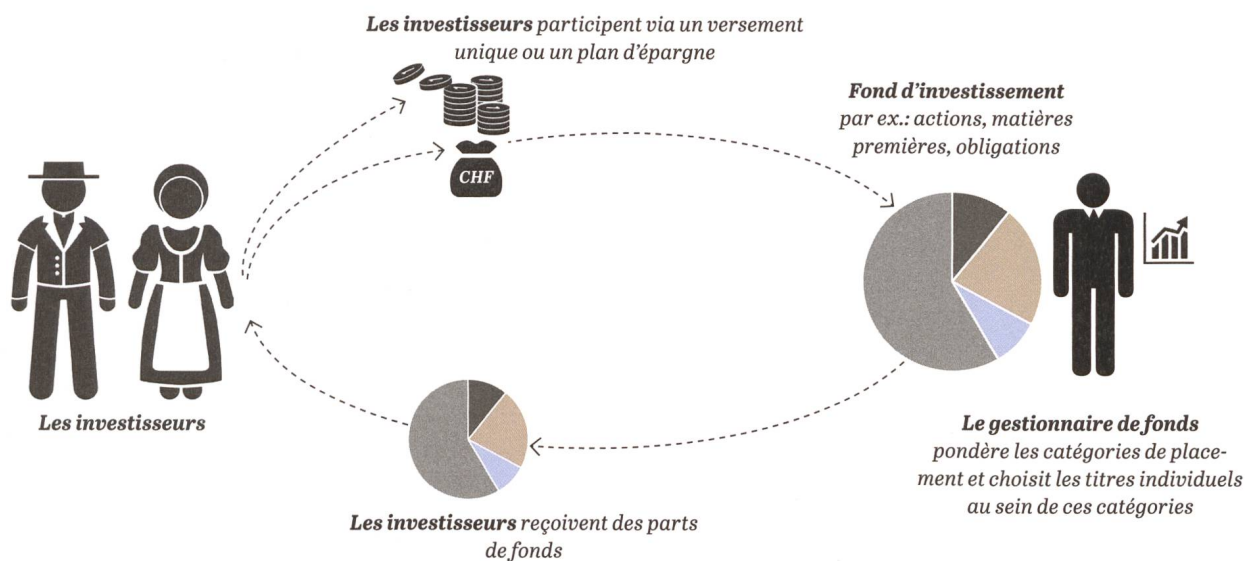 Les investisseurs participent via un versement
unique ou un plan d'épargne
Fond d'investissement
par ex.: actions, matières
premières, obligations
CHF
Les investisseurs
Le gestionnaire de fonds
pondère les catégories de place-
ment et choisit les titres individuels
au sein de ces catégories
Les investisseurs reçoivent des parts
de fonds